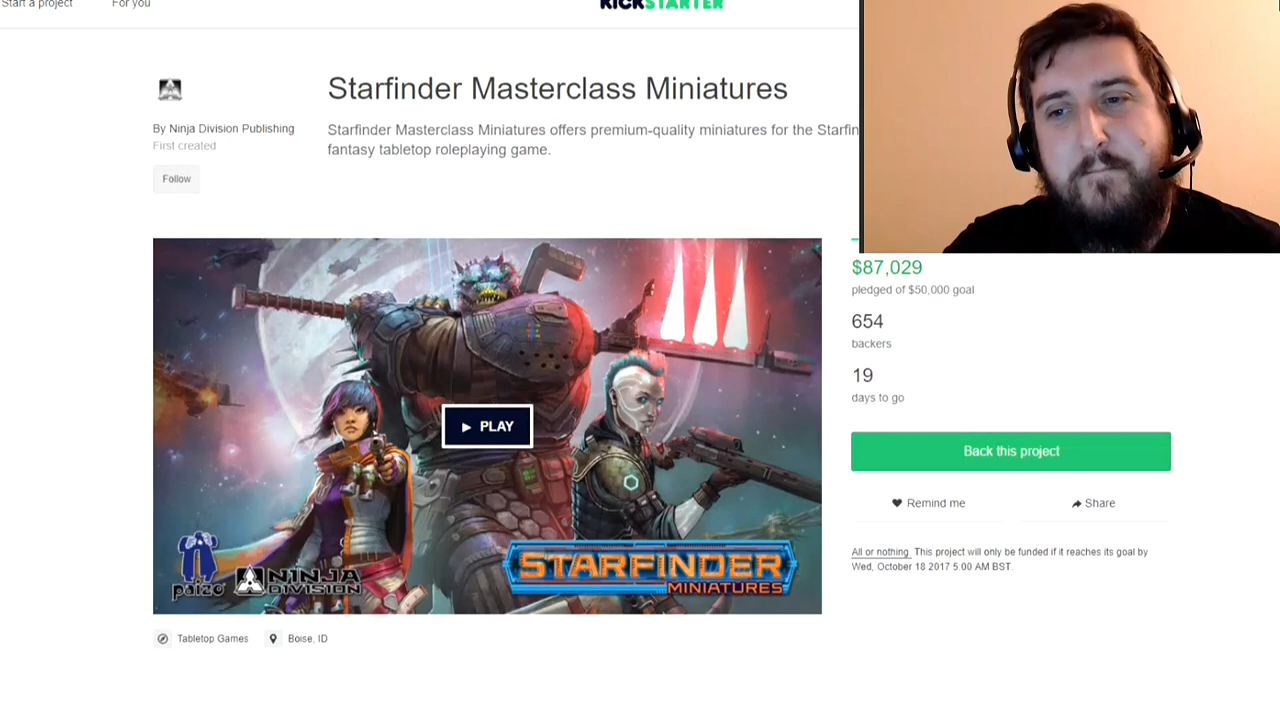 Start a project For you
KICKSTARTER
Starfinder Masterclass Miniatures
By Ninja Division Publishing
First created
Starfinder Masterclass Miniatures offers premium-quality miniatures for the
fantasy tabletop roleplaying game.
Follow
$87,029
pledged of $50,000 goal
654
backers
19
days to go
PLAY
Back this project
Remind me Share
paizo
NINJA
DIVISION
STARFINDER
MINIATURES
All or nothing This project will only be funded if it reaches its goal by
Wed, October 18 2017 5:00 AM BST.
Tabletop Games Boise, ID